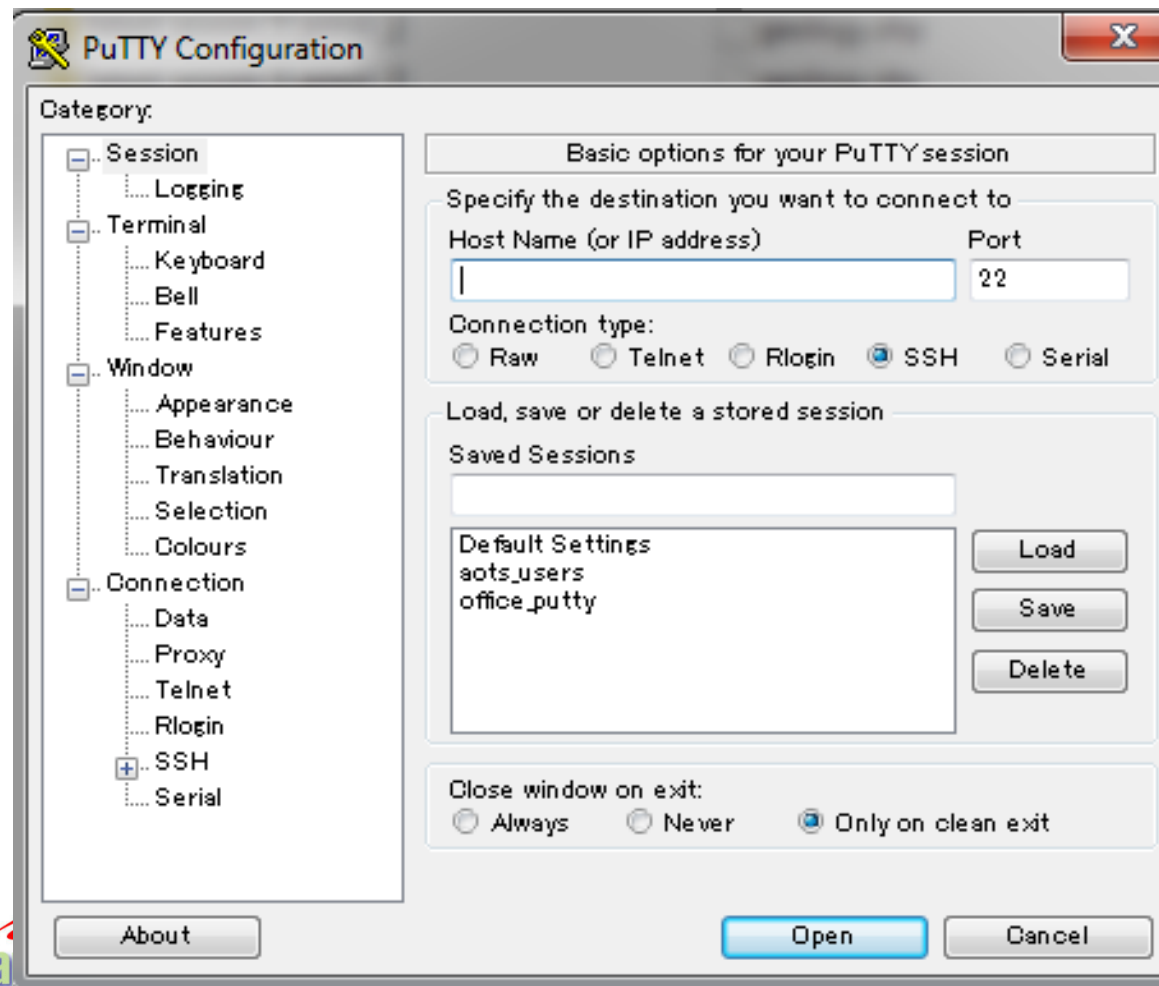 PuTTY Configuration
Category:
Session
Logging
Terminal
Keyboard
Bell
Features
Window
Appearance
Behaviour
Translation
Selection
Colours
Connection
Data
Proxy
Telnet
Rlogin
SSH
Serial
Basic options for your PuTTY session
Specify the destination you want to connect to
Host Name (or IP address) Port
22
Connection type:
Raw Telnet Rlogin SSH Serial
Load, save or delete a stored session
Saved Sessions
Default Settings
aots_users
office_putty
Load
Save
Delete
Close window on exit:
Always Never Only on clean exit
About Open Cancel